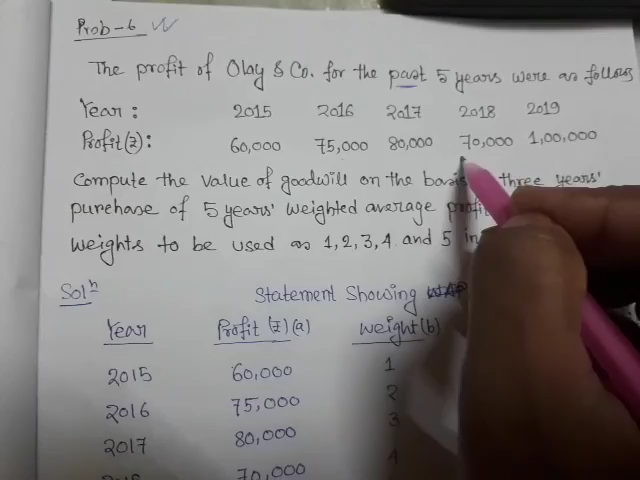 Prob-6
The profit of Olay & Co. for the past 5 years were as follows
Year: 2015 2016 2017 2018 2019
Profit(₹): 60,000 75,000 80,000 70,000 1,00,000
Compute the value of goodwill on the basis three years'
purchase of 5 years' weighted average
weights to be used as 1, 2, 3, 4 and 5
Solⁿ Statement Showing
Year Profit (₹) (a) Weight (b)
2015 60,000 1
2016 75,000 2
2017 80,000 3
70,000 4